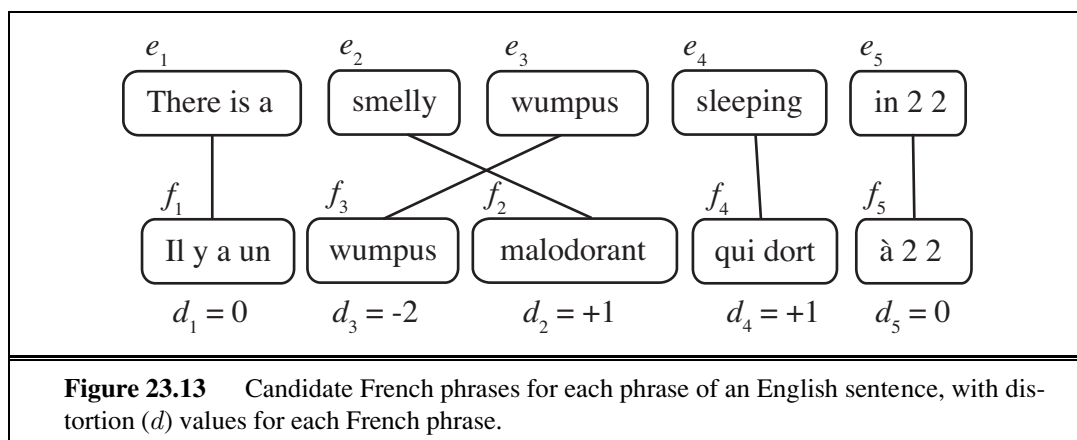 e1 e2 e3 e4 e5
There is a smelly wumpus sleeping in 2 2
f1 f3 f2 f4 f5
Il y a un wumpus malodorant qui dort à 2 2
d1 = 0 d3 = -2 d2 = +1 d4 = +1 d5 = 0
Figure 23.13 Candidate French phrases for each phrase of an English sentence, with dis-
tortion (d) values for each French phrase.